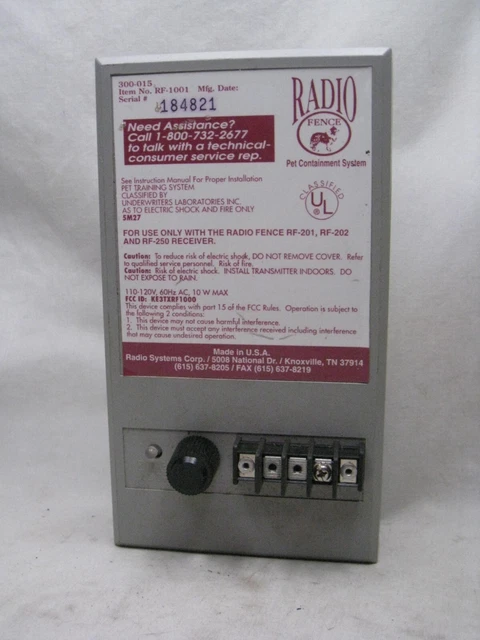 300-015
Item No. RF-1001 Mfg. Date:
Serial # 184821
RADIO
FENCE
Pet Containment System
Need Assistance?
Call 1-800-732-2677
to talk with a technical-
consumer service rep.
See Instruction Manual For Proper Installation
PET TRAINING SYSTEM
CLASSIFIED BY
UNDERWRITERS LABORATORIES INC.
AS TO ELECTRIC SHOCK AND FIRE ONLY
5M27
CLASSIFIED
UL
FOR USE ONLY WITH THE RADIO FENCE RF-201, RF-202
AND RF-250 RECEIVER.
Caution: To reduce risk of electric shock, DO NOT REMOVE COVER. Refer
to qualified service personnel. Risk of fire.
Caution: Risk of electric shock. INSTALL TRANSMITTER INDOORS. DO
NOT EXPOSE TO RAIN.
110-120V, 60Hz AC, 10 W MAX
FCC ID: KE3TXRF1000
This device complies with part 15 of the FCC Rules. Operation is subject to
the following 2 conditions:
1. This device may not cause harmful interference.
2. This device must accept any interference received including interference
that may cause undesired operation.
Made in U.S.A.
Radio Systems Corp. / 5008 National Dr. / Knoxville, TN 37914
(615) 637-8205 / FAX (615) 637-8219